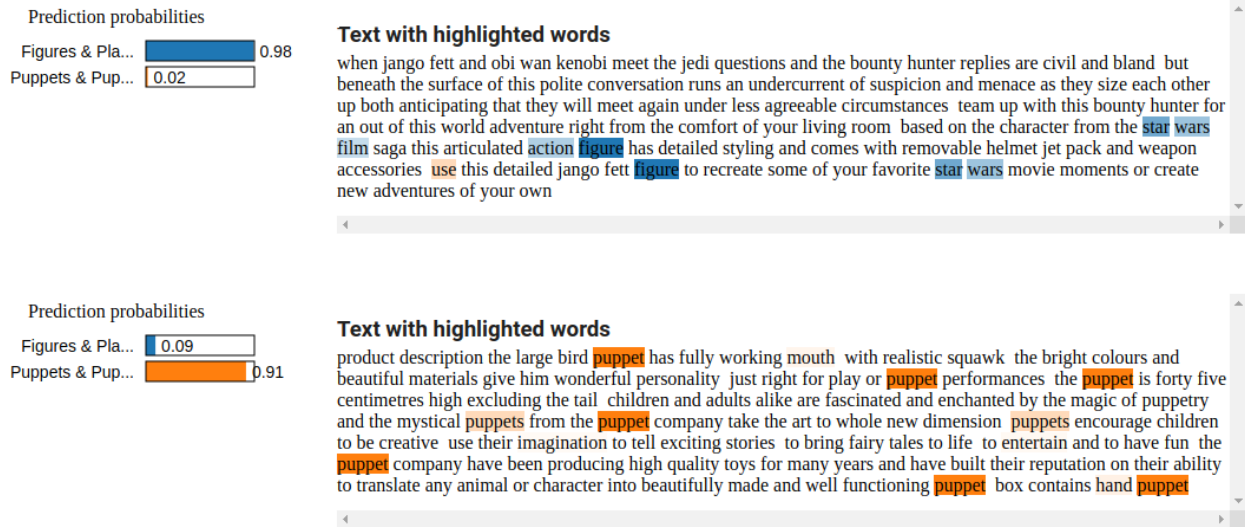 Prediction probabilities
Figures & Pla... 0.98
Puppets & Pup... 0.02
Text with highlighted words
when jango fett and obi wan kenobi meet the jedi questions and the bounty hunter replies are civil and bland but
beneath the surface of this polite conversation runs an undercurrent of suspicion and menace as they size each other
up both anticipating that they will meet again under less agreeable circumstances team up with this bounty hunter for
an out of this world adventure right from the comfort of your living room based on the character from the star wars
film saga this articulated action figure has detailed styling and comes with removable helmet jet pack and weapon
accessories use this detailed jango fett figure to recreate some of your favorite star wars movie moments or create
new adventures of your own
Prediction probabilities
Figures & Pla... 0.09
Puppets & Pup... 0.91
Text with highlighted words
product description the large bird puppet has fully working mouth with realistic squawk the bright colours and
beautiful materials give him wonderful personality just right for play or puppet performances the puppet is forty five
centimetres high excluding the tail children and adults alike are fascinated and enchanted by the magic of puppetry
and the mystical puppets from the puppet company take the art to whole new dimension puppets encourage children
to be creative use their imagination to tell exciting stories to bring fairy tales to life to entertain and to have fun the
puppet company have been producing high quality toys for many years and have built their reputation on their ability
to translate any animal or character into beautifully made and well functioning puppet box contains hand puppet